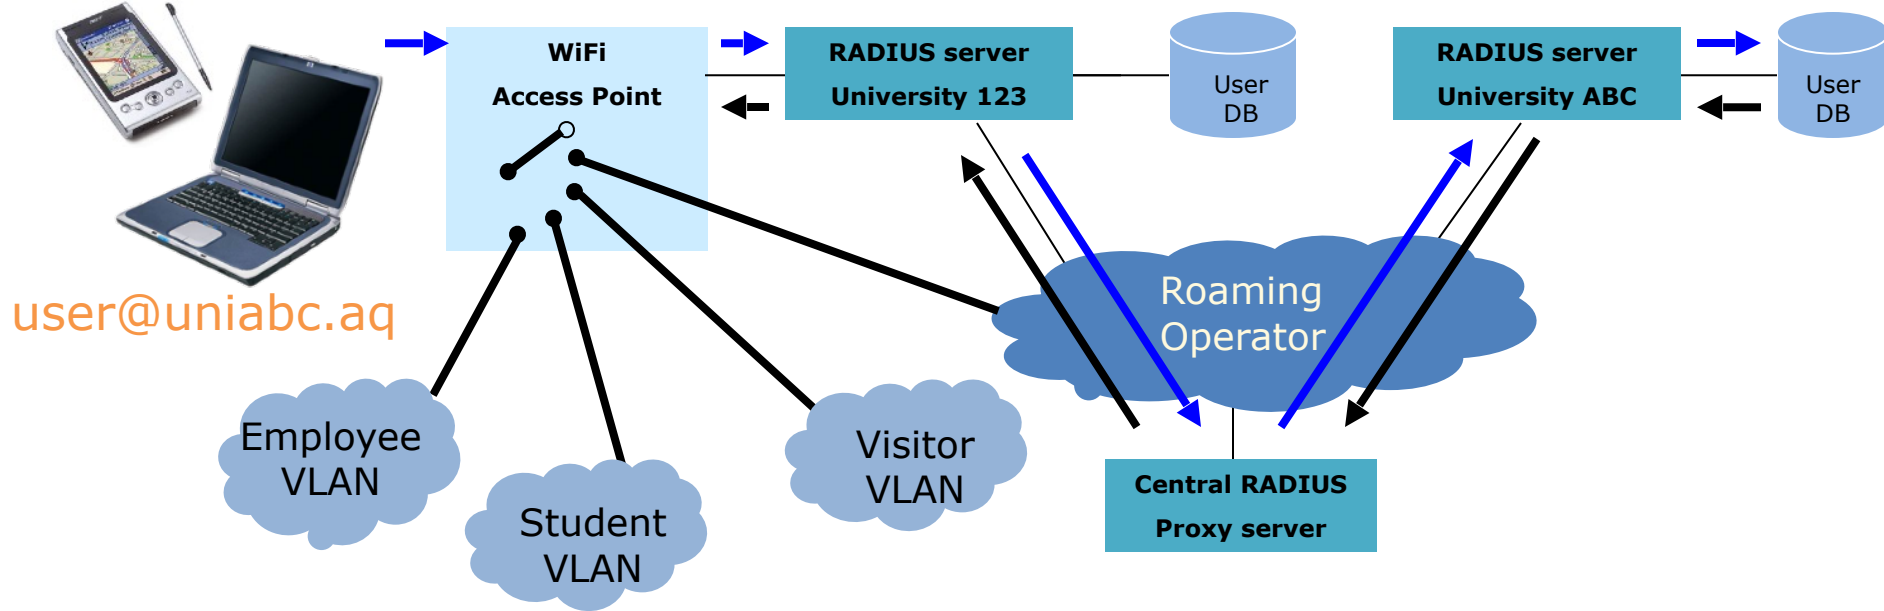 WiFi
Access Point
RADIUS server
University 123
User
DB
RADIUS server
University ABC
User
DB
user@uniabc.aq
Roaming
Operator
Employee
VLAN
Student
VLAN
Visitor
VLAN
Central RADIUS
Proxy server